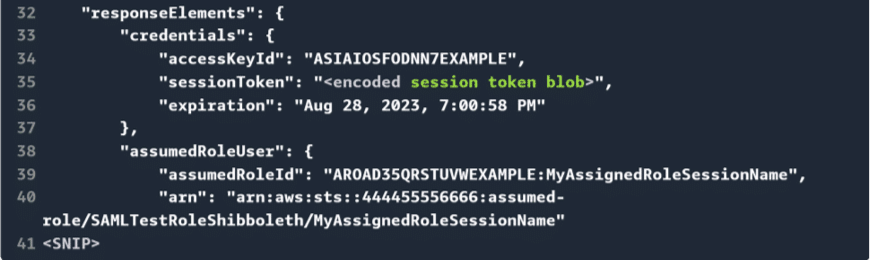 32 "responseElements": {
33 "credentials": {
34 "accessKeyId": "ASIAIOSFODNN7EXAMPLE",
35 "sessionToken": "<encoded session token blob>",
36 "expiration": "Aug 28, 2023, 7:00:58 PM"
37 },
38 "assumedRoleUser": {
39 "assumedRoleId": "AROAD35QRSTUVWEXAMPLE:MyAssignedRoleSessionName",
40 "arn": "arn:aws:sts::444455556666:assumed-
role/SAMLTestRoleShibboleth/MyAssignedRoleSessionName"
41 <SNIP>